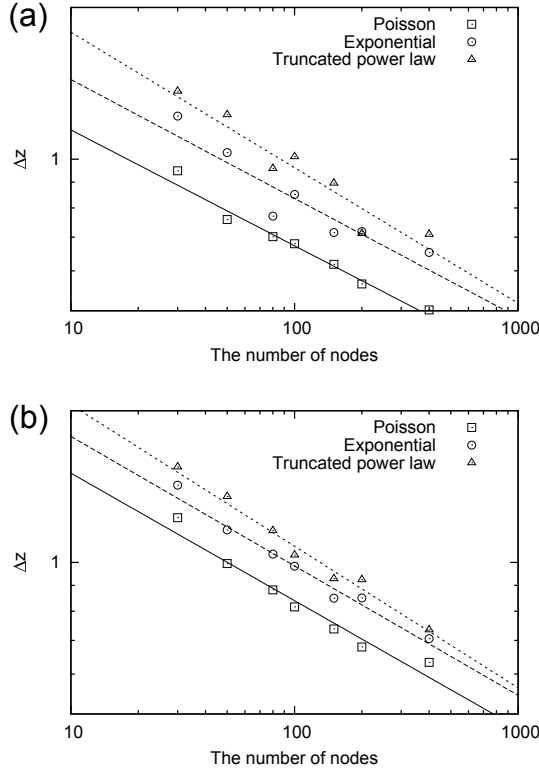 (a)
Poisson
Exponential
Truncated power law
1
Δz
10
100
1000
The number of nodes
(b)
Poisson
Exponential
Truncated power law
1
Δz
10
100
1000
The number of nodes